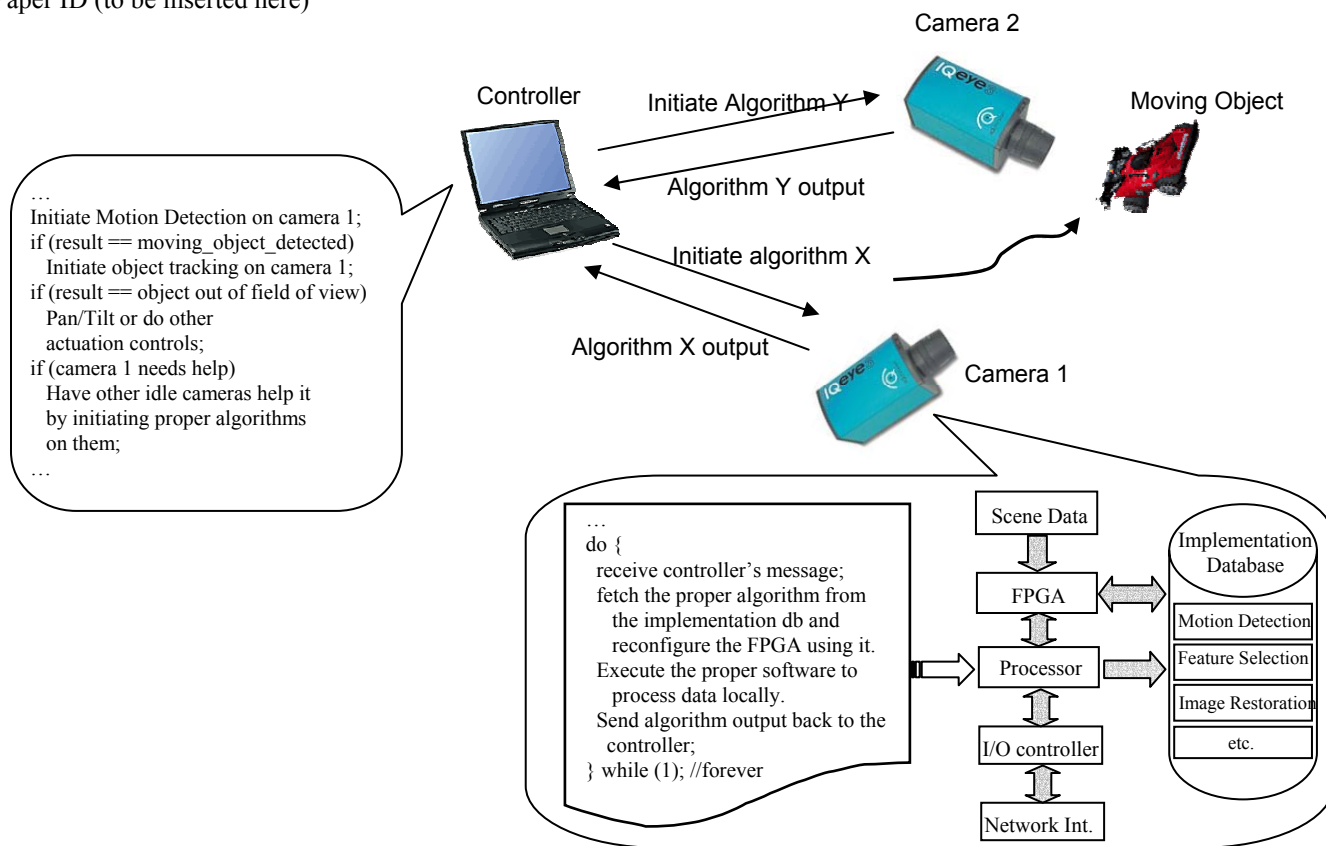 aper ID (to be inserted here)
Camera 2
Controller
Initiate Algorithm Y
Moving Object
IQeye3
Algorithm Y output
…
Initiate Motion Detection on camera 1;
if (result == moving_object_detected)
Initiate object tracking on camera 1;
if (result == object out of field of view)
Pan/Tilt or do other
actuation controls;
if (camera 1 needs help)
Have other idle cameras help it
by initiating proper algorithms
on them;
…
Initiate algorithm X
Algorithm X output
Camera 1
IQeye3
…
do {
receive controller’s message;
fetch the proper algorithm from
the implementation db and
reconfigure the FPGA using it.
Execute the proper software to
process data locally.
Send algorithm output back to the
controller;
} while (1); //forever
Scene Data
FPGA
Processor
I/O controller
Network Int.
Implementation
Database
Motion Detection
Feature Selection
Image Restoration
etc.